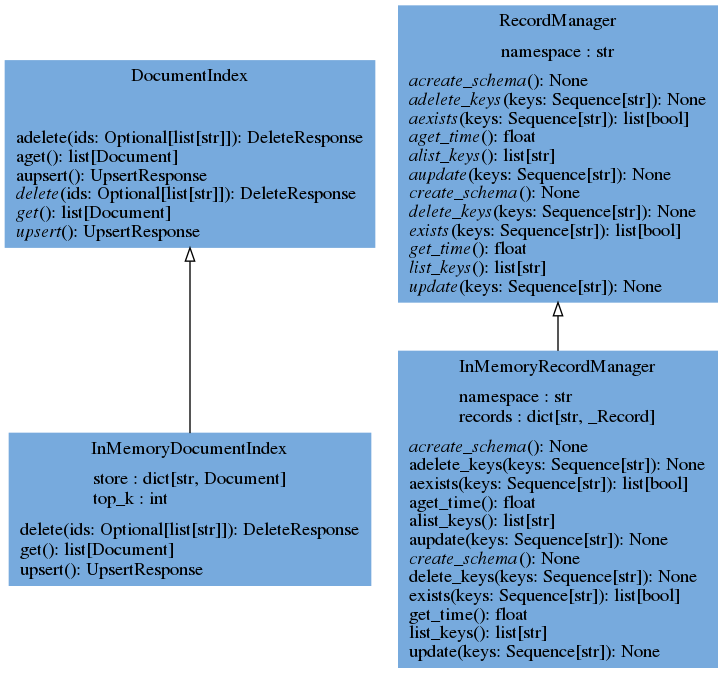 DocumentIndex
adelete(ids: Optional[list[str]]): DeleteResponse
aget(): list[Document]
aupsert(): UpsertResponse
delete(ids: Optional[list[str]]): DeleteResponse
get(): list[Document]
upsert(): UpsertResponse
RecordManager
namespace : str
acreate_schema(): None
adelete_keys(keys: Sequence[str]): None
aexists(keys: Sequence[str]): list[bool]
aget_time(): float
alist_keys(): list[str]
aupdate(keys: Sequence[str]): None
create_schema(): None
delete_keys(keys: Sequence[str]): None
exists(keys: Sequence[str]): list[bool]
get_time(): float
list_keys(): list[str]
update(keys: Sequence[str]): None
InMemoryDocumentIndex
store : dict[str, Document]
top_k : int
delete(ids: Optional[list[str]]): DeleteResponse
get(): list[Document]
upsert(): UpsertResponse
InMemoryRecordManager
namespace : str
records : dict[str, _Record]
acreate_schema(): None
adelete_keys(keys: Sequence[str]): None
aexists(keys: Sequence[str]): list[bool]
aget_time(): float
alist_keys(): list[str]
aupdate(keys: Sequence[str]): None
create_schema(): None
delete_keys(keys: Sequence[str]): None
exists(keys: Sequence[str]): list[bool]
get_time(): float
list_keys(): list[str]
update(keys: Sequence[str]): None